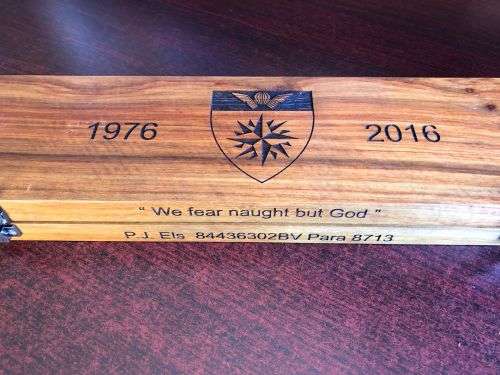 1976 2016
“ We fear naught but God ”
P.J. Els 84436302BV Para 8713